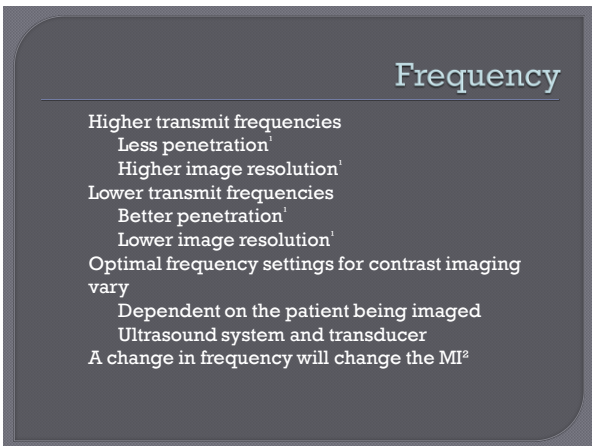 Frequency
Higher transmit frequencies
Less penetration¹
Higher image resolution¹
Lower transmit frequencies
Better penetration¹
Lower image resolution¹
Optimal frequency settings for contrast imaging
vary
Dependent on the patient being imaged
Ultrasound system and transducer
A change in frequency will change the MI²